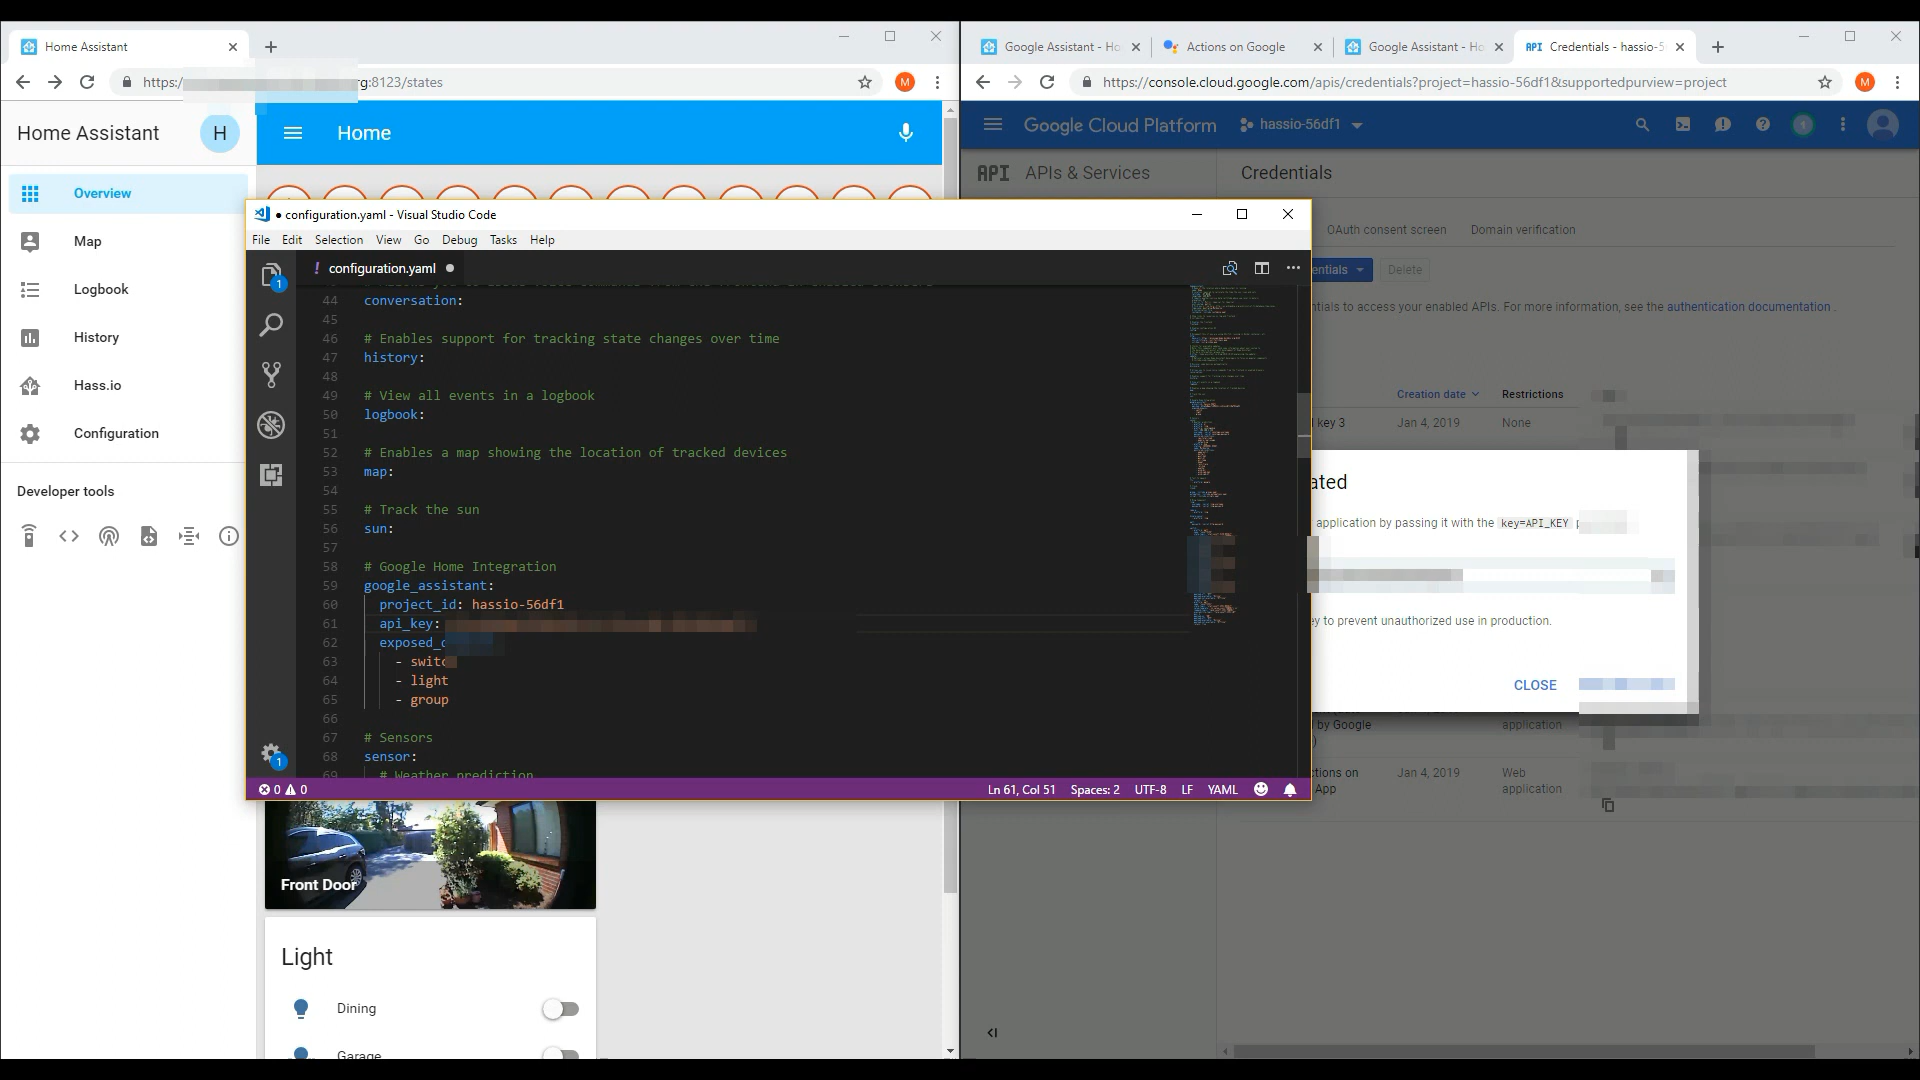 Home Assistant
https:/
rg:8123/states
M
Home Assistant
H
Home
Overview
Map
Logbook
History
Hass.io
Configuration
Developer tools
Front Door
Light
Dining
Garage
configuration.yaml - Visual Studio Code
File Edit Selection View Go Debug Tasks Help
! configuration.yaml
44 conversation:
45
46 # Enables support for tracking state changes over time
47 history:
48
49 # View all events in a logbook
50 logbook:
51
52 # Enables a map showing the location of tracked devices
53 map:
54
55 # Track the sun
56 sun:
57
58 # Google Home Integration
59 google_assistant:
60 project_id: hassio-56df1
61 api_key:
62 exposed_
63 - switc
64 - light
65 - group
66
67 # Sensors
68 sensor:
69 # Weather prediction
1
1
0 0
Ln 61, Col 51 Spaces: 2 UTF-8 LF YAML
Google Assistant - Ho
Actions on Google
Google Assistant - Ho
API Credentials - hassio-5
https://console.cloud.google.com/apis/credentials?project=hassio-56df1&supportedpurview=project
M
Google Cloud Platform
hassio-56df1
1
API APIs & Services
Credentials
OAuth consent screen Domain verification
entials
Delete
ntials to access your enabled APIs. For more information, see the authentication documentation .
Creation date Restrictions
key 3 Jan 4, 2019 None
ated
application by passing it with the key=API_KEY
y to prevent unauthorized use in production.
CLOSE
by Google
application
)
ctions on Jan 4, 2019 Web
App application